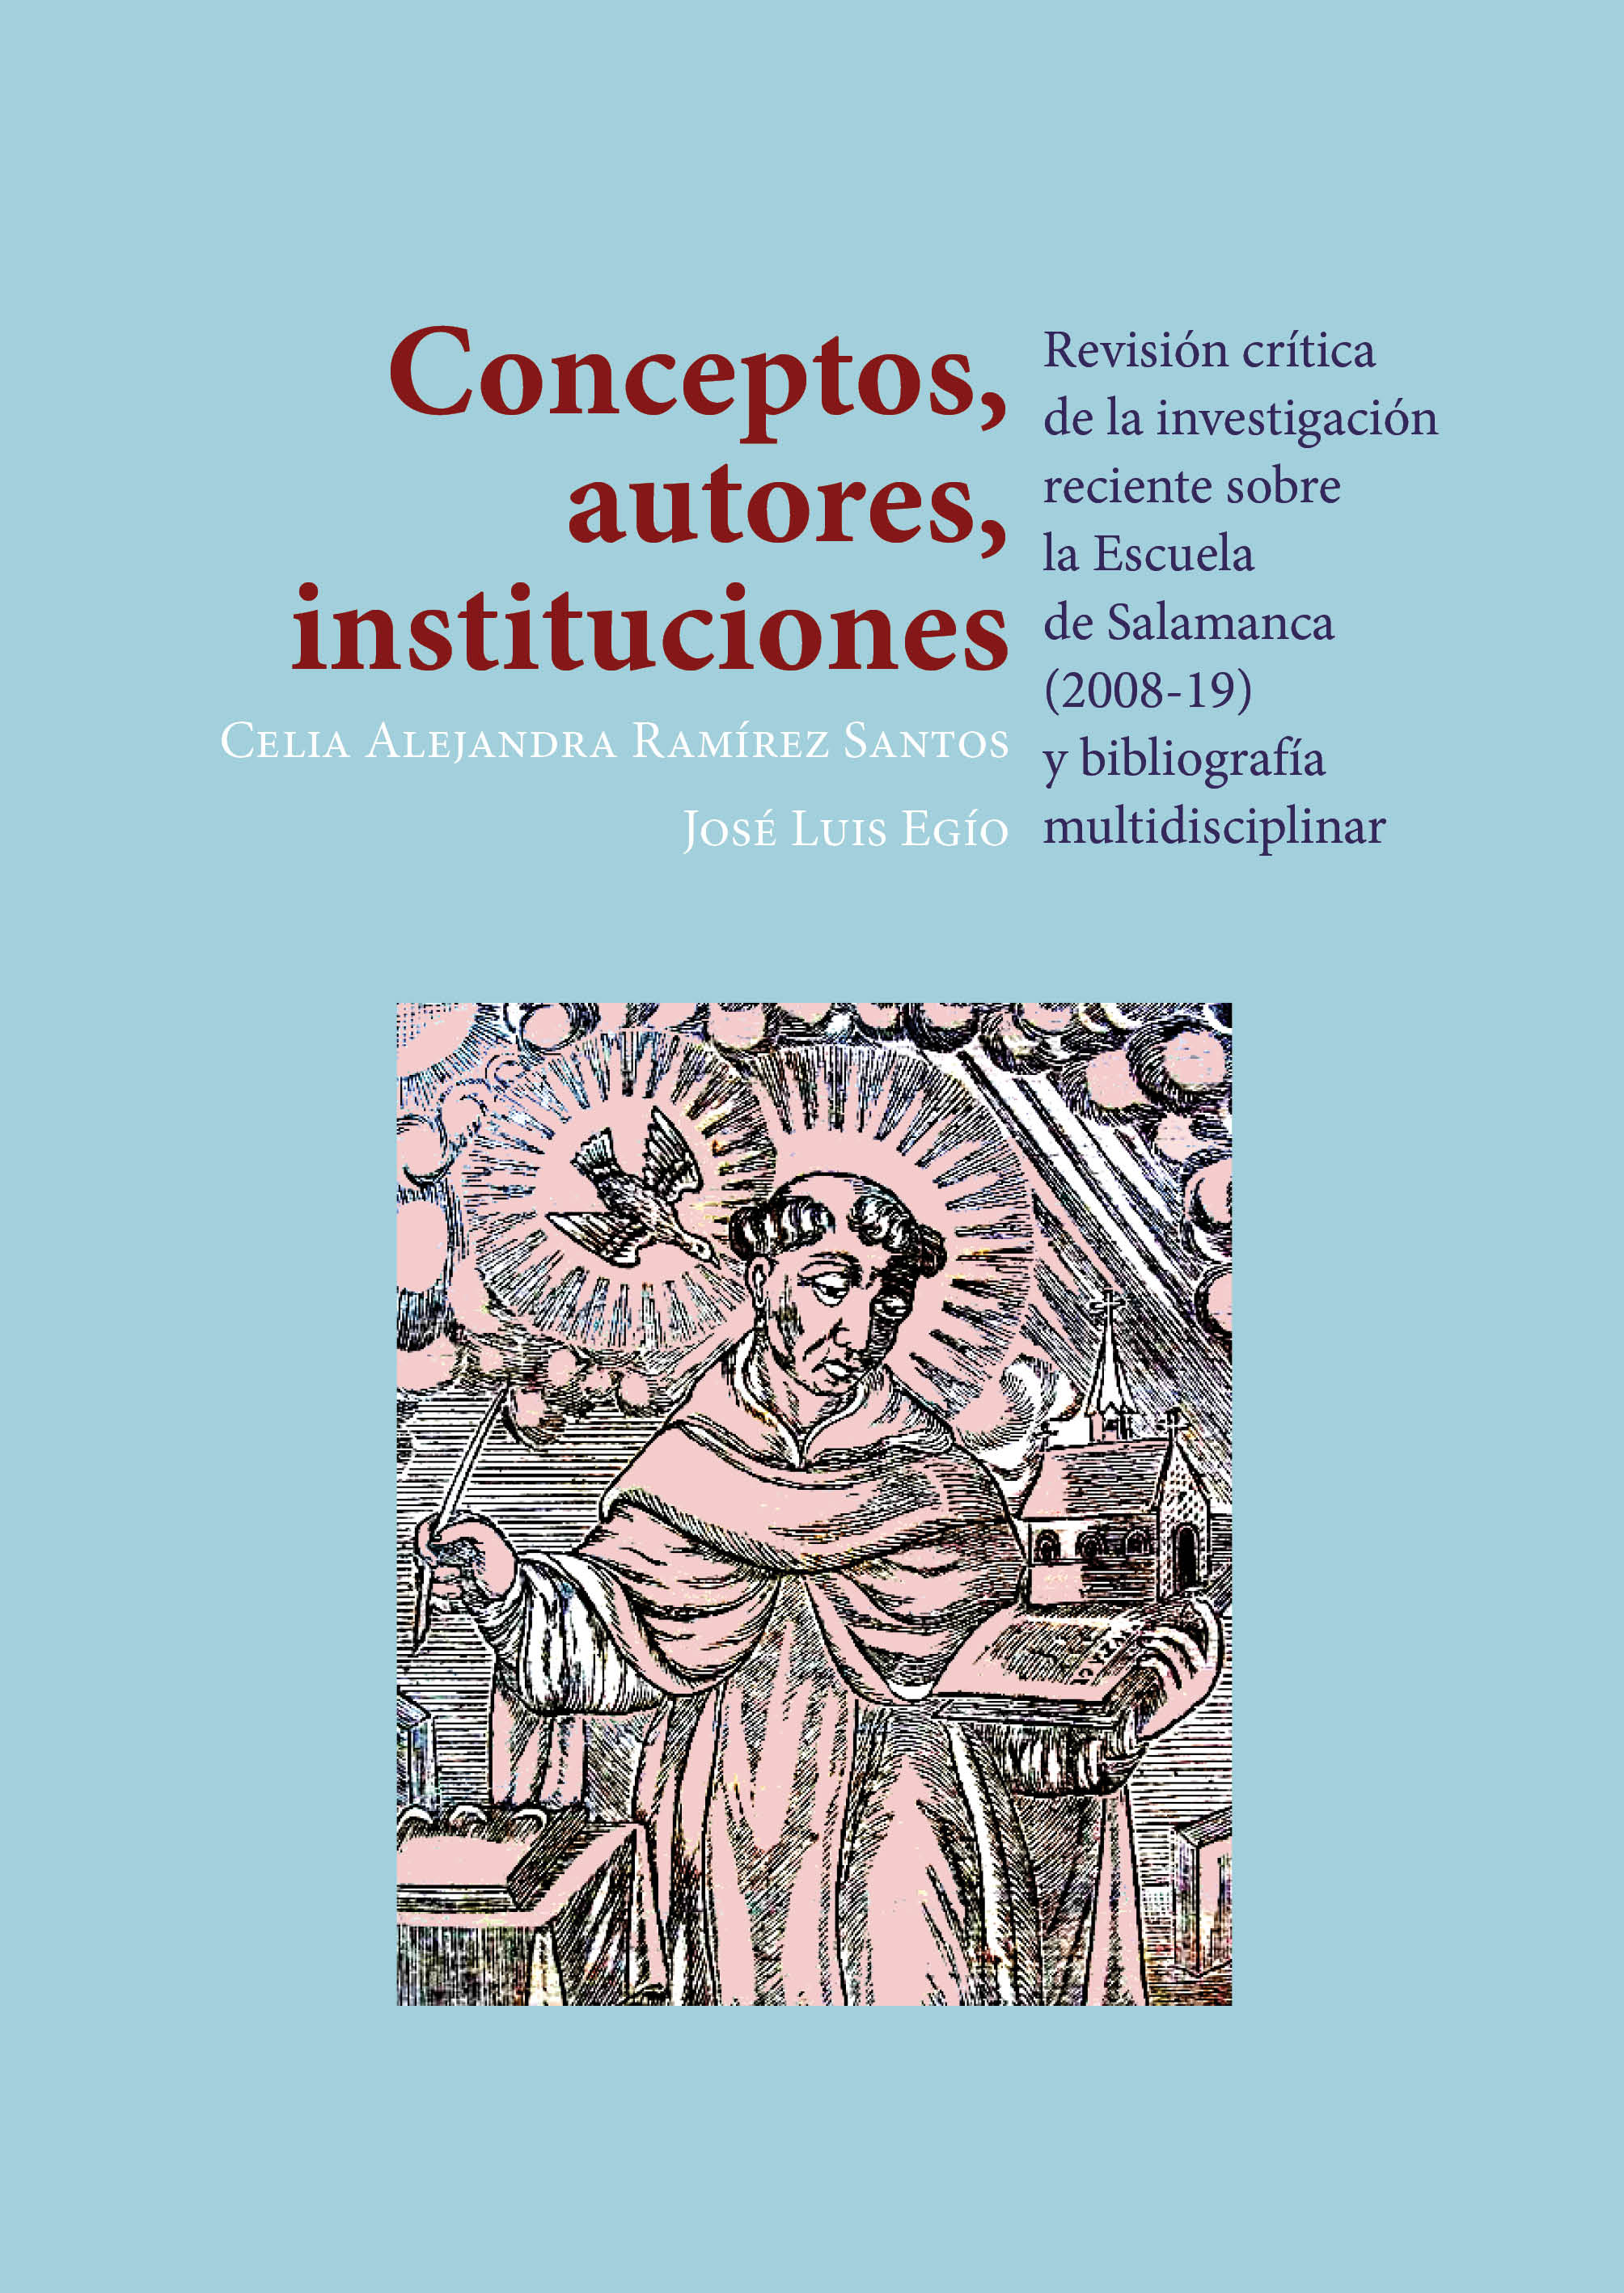 Conceptos,
autores,
instituciones
Celia Alejandra Ramírez Santos
José Luis Egío
Revisión crítica
de la investigación
reciente sobre
la Escuela
de Salamanca
(2008-19)
y bibliografía
multidisciplinar